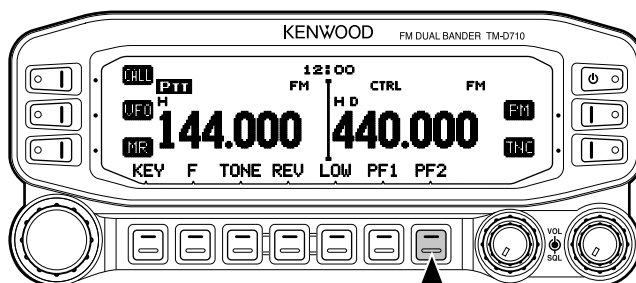 KENWOOD FM DUAL BANDER TM-D710
CALL 12:00
PTT FM CTRL FM
H H D
VFO 144.000 440.000 PM
MR TNC
KEY F TONE REV LOW PF1 PF2
VOL
SQL